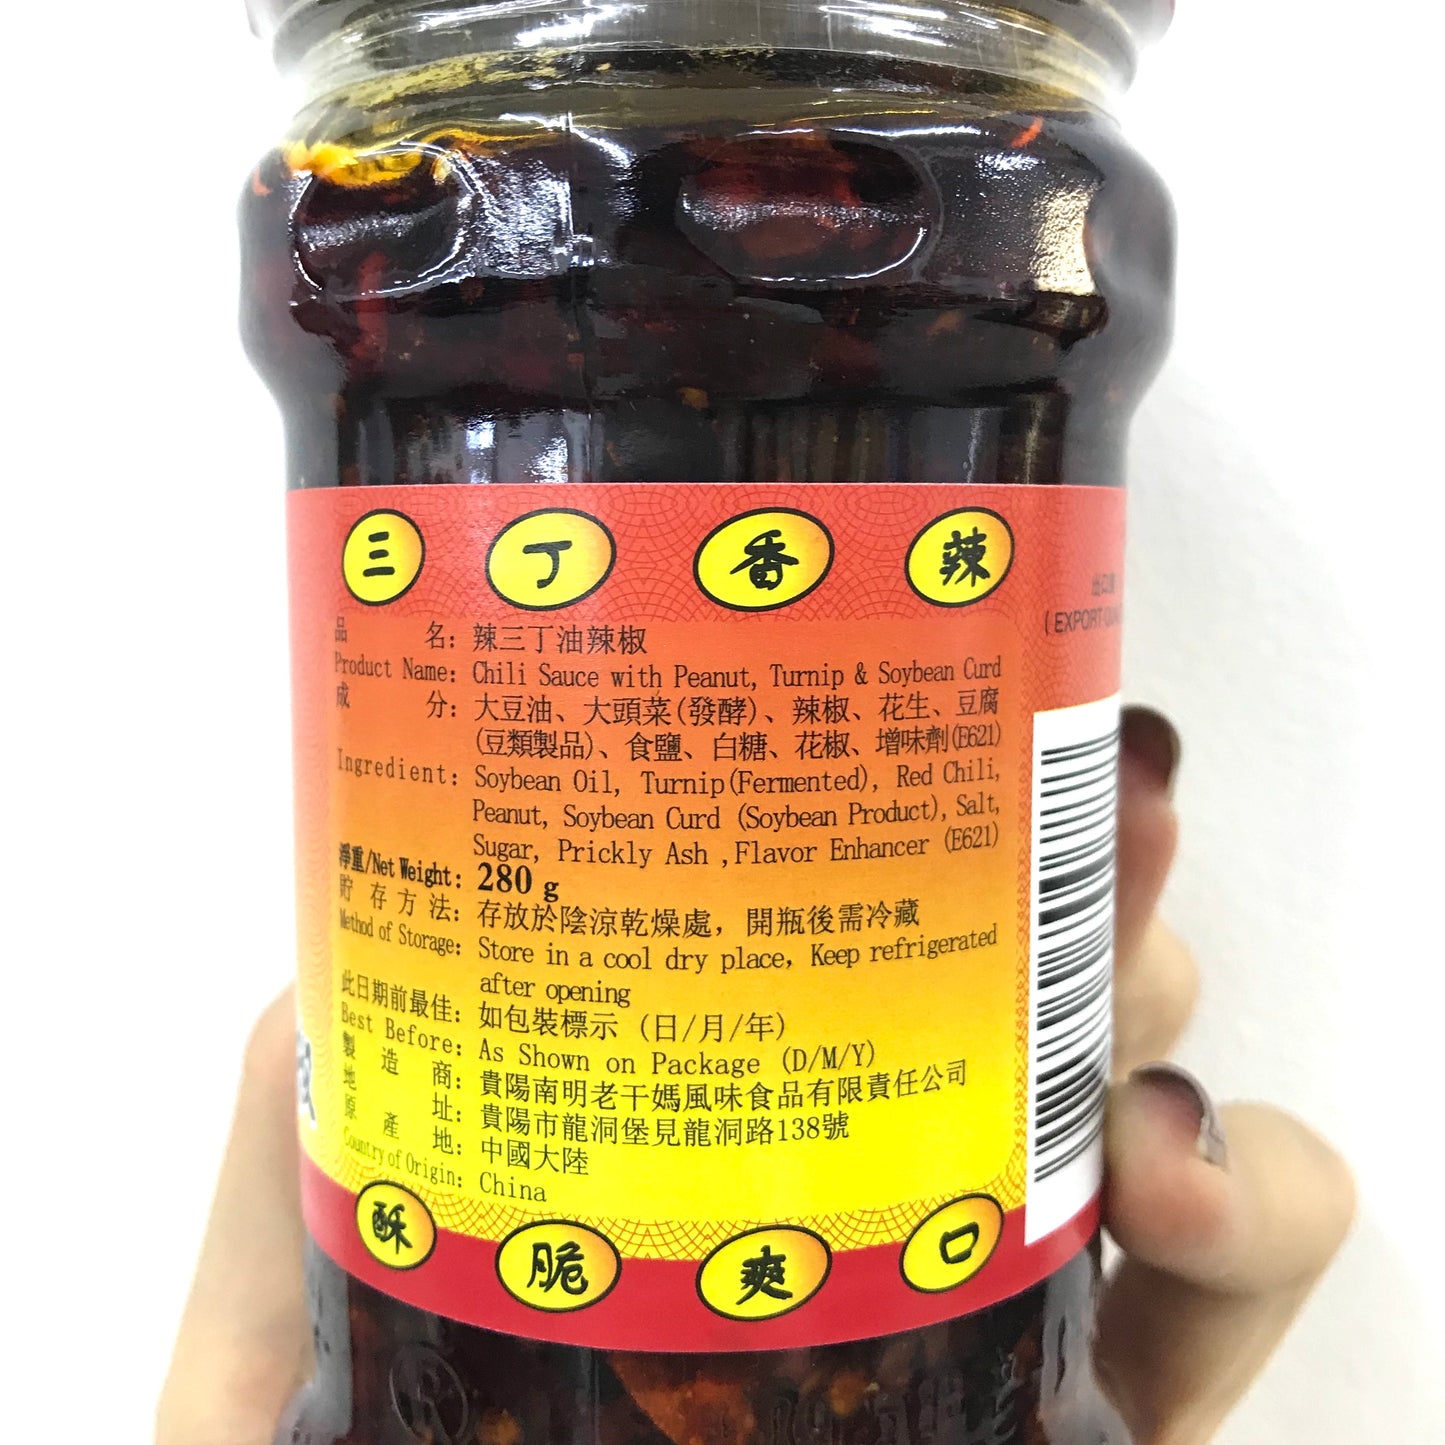 三丁香辣
品名：辣三丁油辣椒
Product Name: Chili Sauce with Peanut, Turnip & Soybean Curd
成分：大豆油、大頭菜(發酵)、辣椒、花生、豆腐
(豆類製品)、食鹽、白糖、花椒、增味劑(E621)
Ingredient: Soybean Oil, Turnip(Fermented), Red Chili,
Peanut, Soybean Curd (Soybean Product), Salt,
Sugar, Prickly Ash ,Flavor Enhancer (E621)
淨重/Net Weight: 280 g
貯存方法：存放於陰涼乾燥處，開瓶後需冷藏
Method of Storage: Store in a cool dry place, Keep refrigerated
after opening
此日期前最佳：如包裝標示 (日/月/年)
Best Before: As Shown on Package (D/M/Y)
製造商：貴陽南明老干媽風味食品有限責任公司
地址：貴陽市龍洞堡見龍洞路138號
原產地：中國大陸
Country of Origin: China
酥脆爽口
(EXPORT